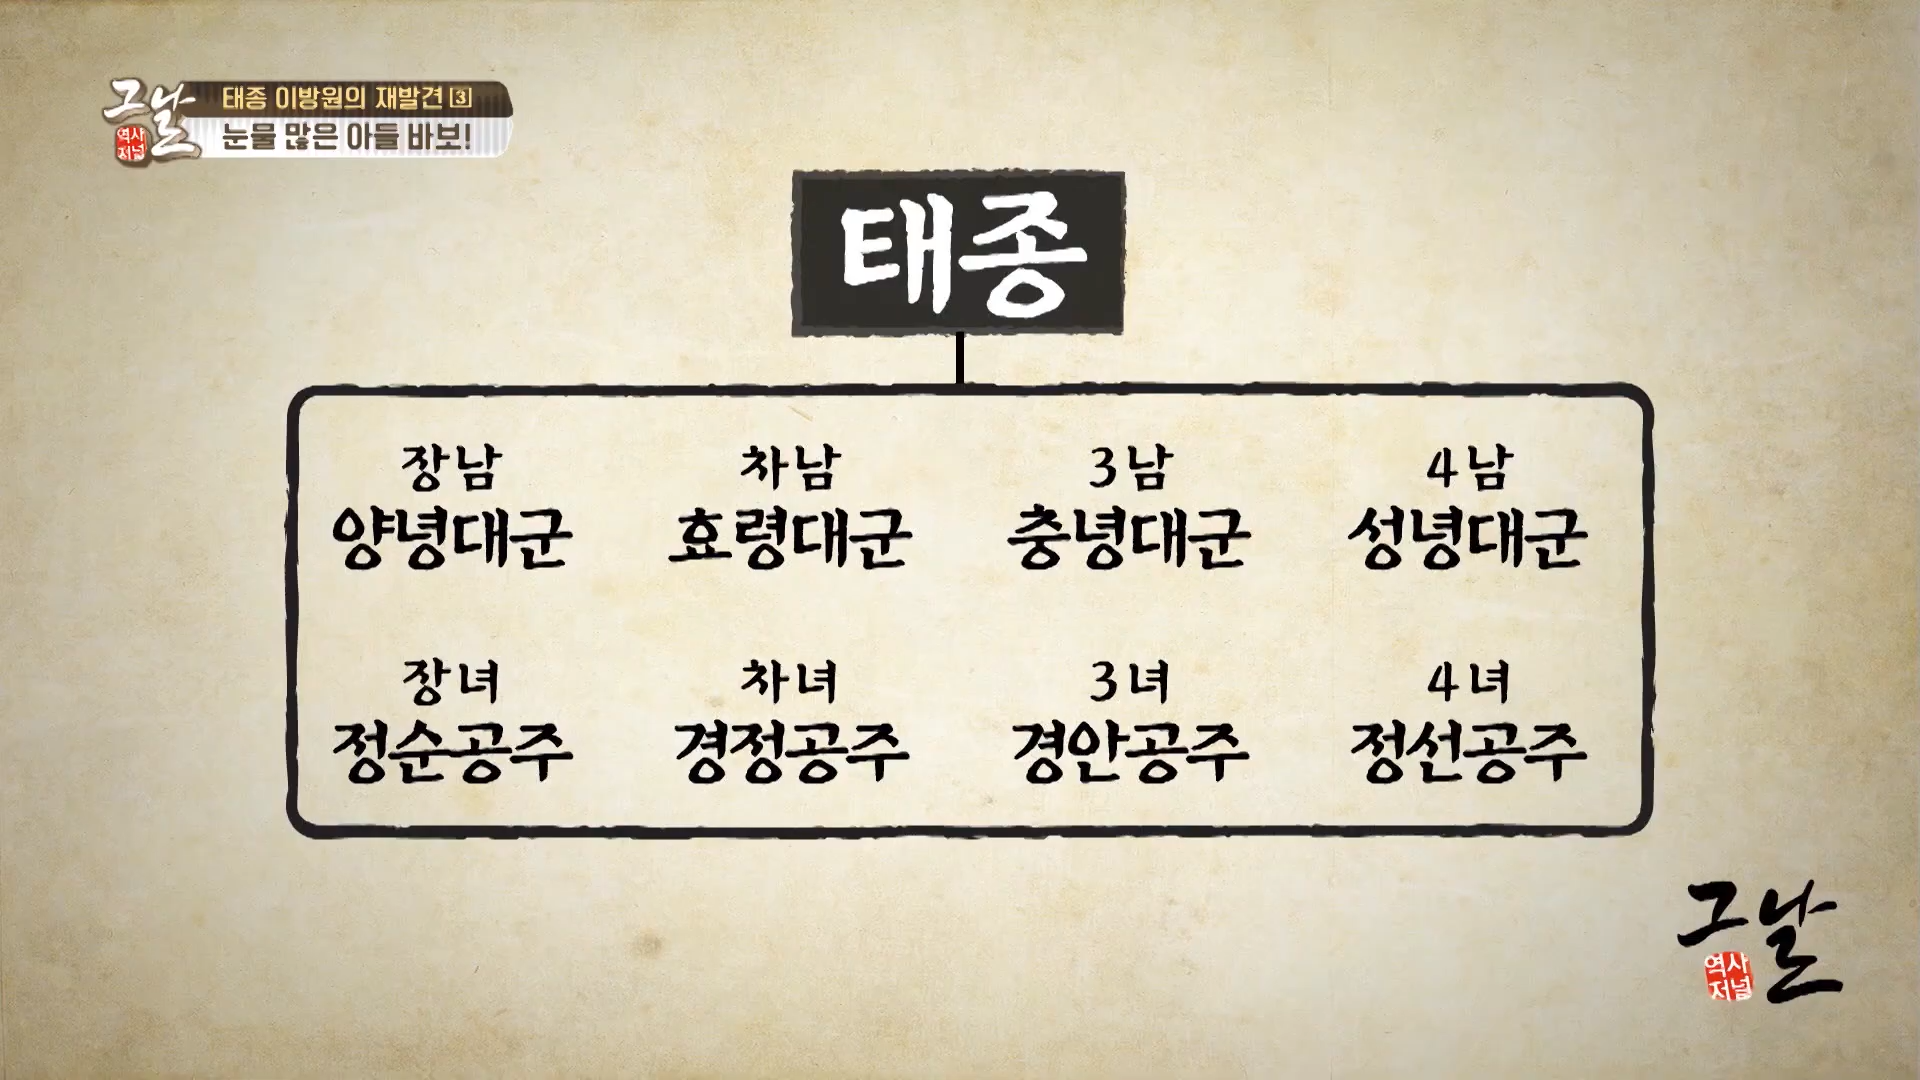 그날
역사
저널
태종 이방원의 재발견 3
눈물 많은 아들 바보!
태종
장남 차남 3남 4남
양녕대군 효령대군 충녕대군 성녕대군
장녀 차녀 3녀 4녀
정순공주 경정공주 경안공주 정선공주
그날
역사
저널